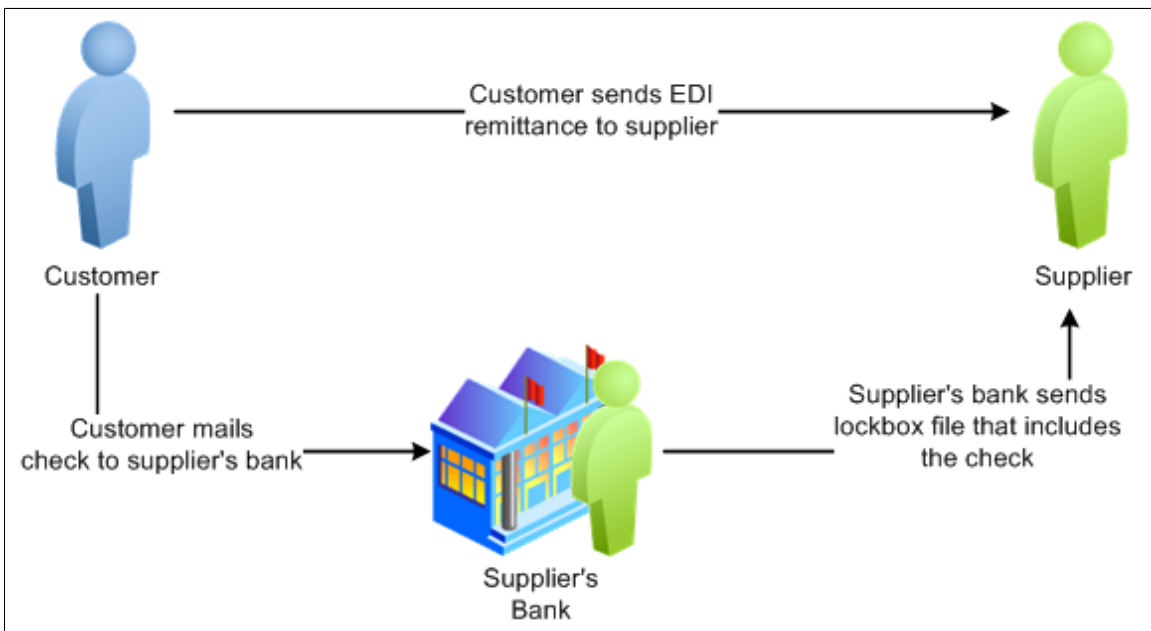 Customer sends EDI
remittance to supplier
Customer
Supplier
Customer mails
check to supplier's bank
Supplier's bank sends
lockbox file that includes
the check
Supplier's
Bank